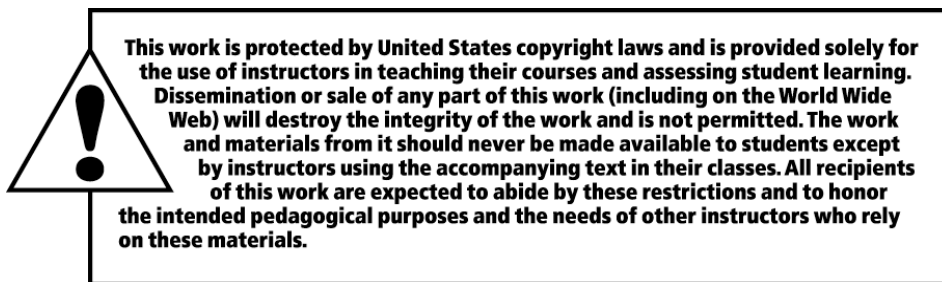 This work is protected by United States copyright laws and is provided solely for
the use of instructors in teaching their courses and assessing student learning.
Dissemination or sale of any part of this work (including on the World Wide
Web) will destroy the integrity of the work and is not permitted. The work
and materials from it should never be made available to students except
by instructors using the accompanying text in their classes. All recipients
of this work are expected to abide by these restrictions and to honor
the intended pedagogical purposes and the needs of other instructors who rely
on these materials.